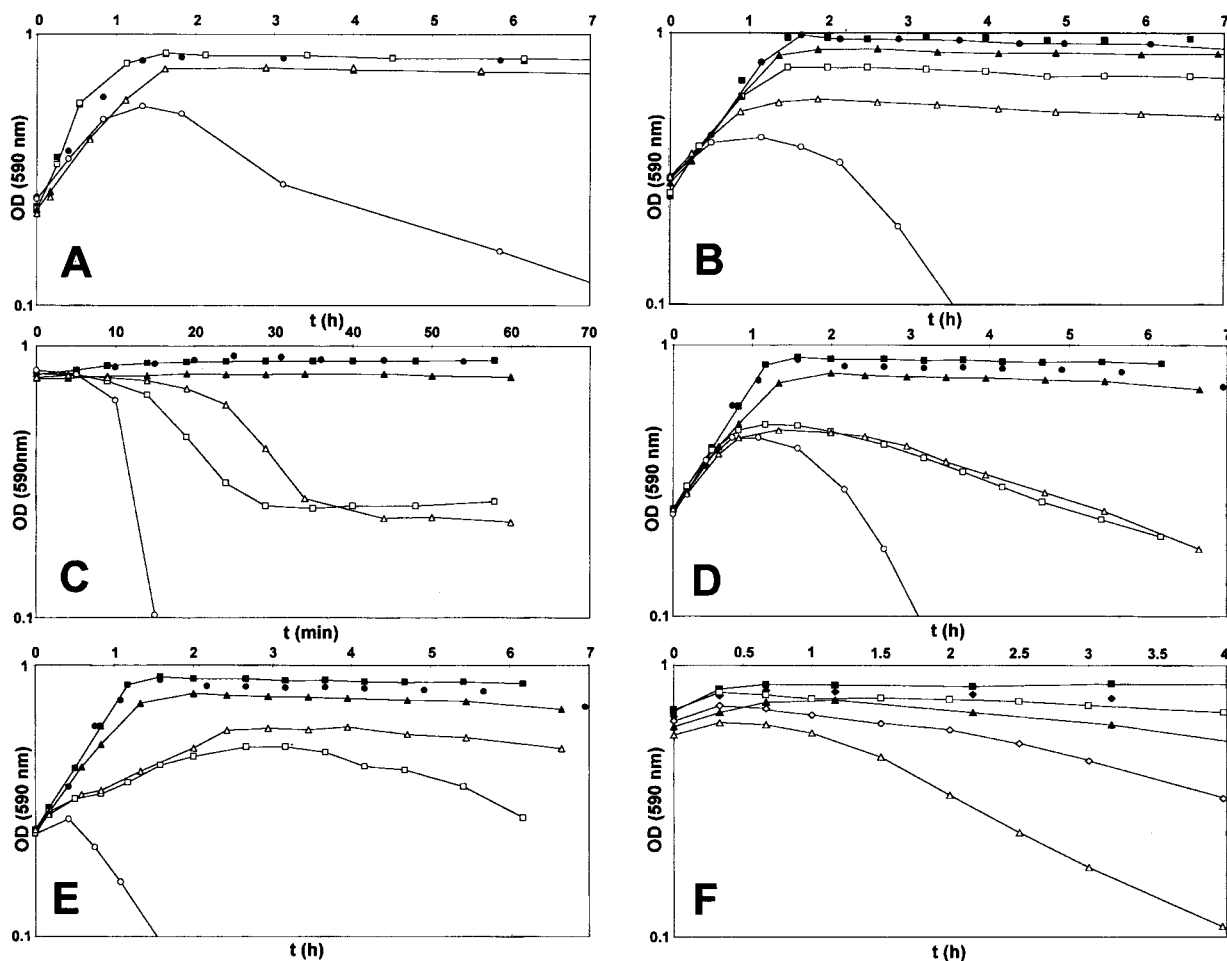 0 1 2 3 4 5 6 7
1
OD (590 nm)
A
0.1
t (h)
0 1 2 3 4 5 6 7
1
OD (590 nm)
B
0.1
t (h)
0 10 20 30 40 50 60 70
1
OD (590nm)
C
0.1
t (min)
0 1 2 3 4 5 6 7
1
OD (590 nm)
D
0.1
t (h)
0 1 2 3 4 5 6 7
1
OD (590 nm)
E
0.1
t (h)
0 0.5 1 1.5 2 2.5 3 3.5 4
1
OD (590 nm)
F
0.1
t (h)